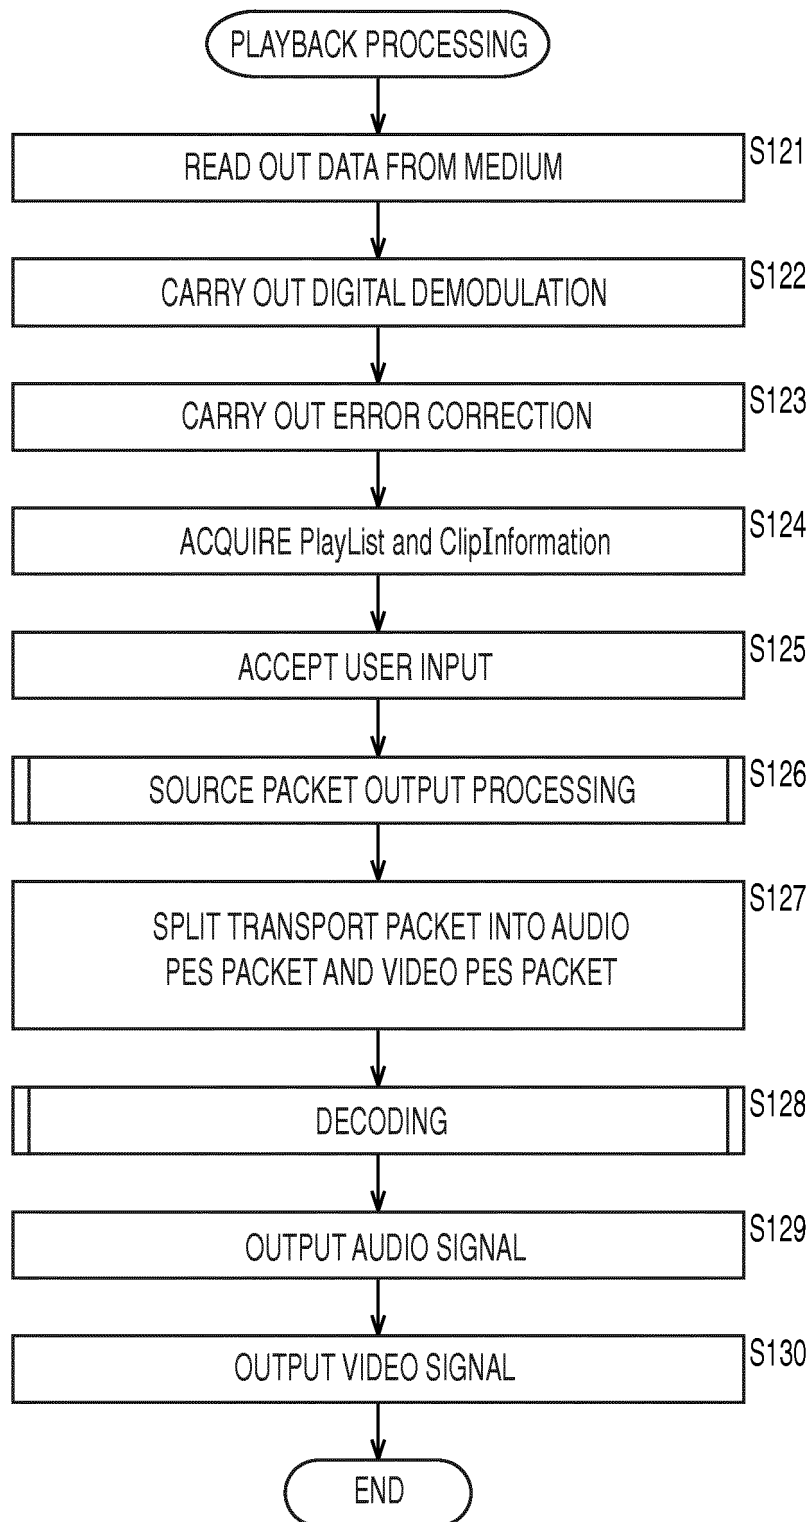 PLAYBACK PROCESSING
S121
READ OUT DATA FROM MEDIUM
S122
CARRY OUT DIGITAL DEMODULATION
S123
CARRY OUT ERROR CORRECTION
S124
ACQUIRE PlayList and ClipInformation
S125
ACCEPT USER INPUT
S126
SOURCE PACKET OUTPUT PROCESSING
S127
SPLIT TRANSPORT PACKET INTO AUDIO
PES PACKET AND VIDEO PES PACKET
S128
DECODING
S129
OUTPUT AUDIO SIGNAL
S130
OUTPUT VIDEO SIGNAL
END